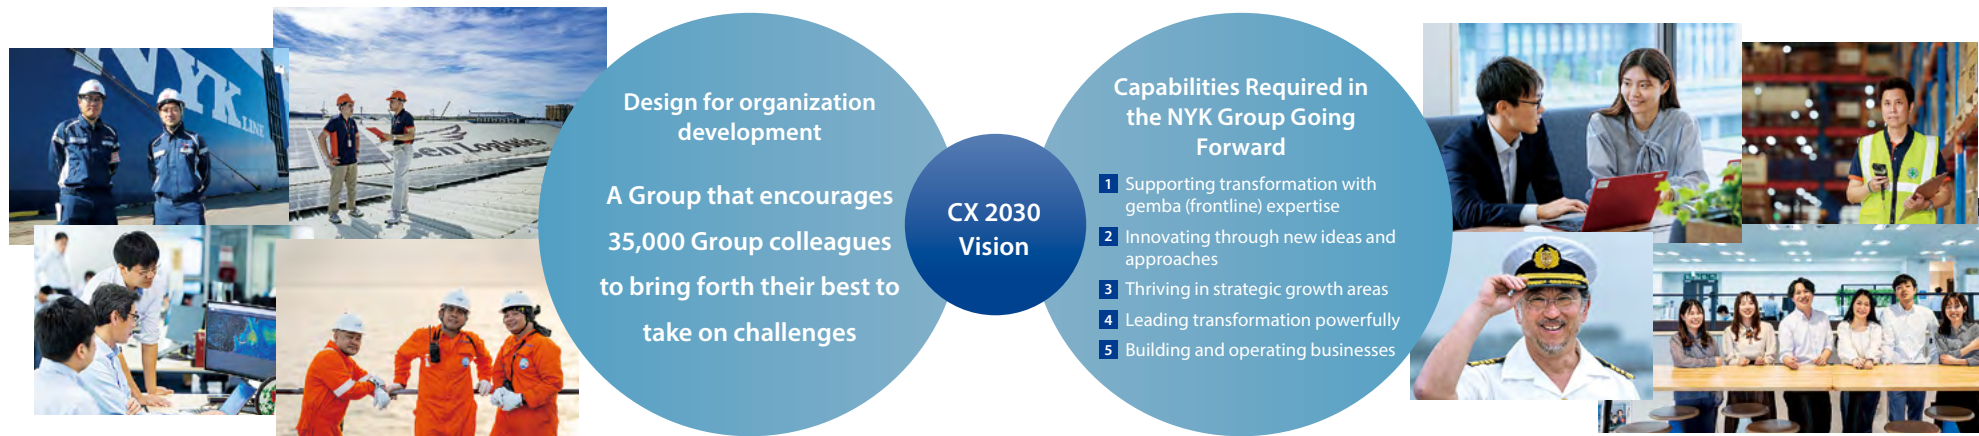 NYK
LINE
Design for organization
development
A Group that encourages
35,000 Group colleagues
to bring forth their best to
take on challenges
CX 2030
Vision
Capabilities Required in
the NYK Group Going
Forward
1 Supporting transformation with
gemba (frontline) expertise
2 Innovating through new ideas and
approaches
3 Thriving in strategic growth areas
4 Leading transformation powerfully
5 Building and operating businesses